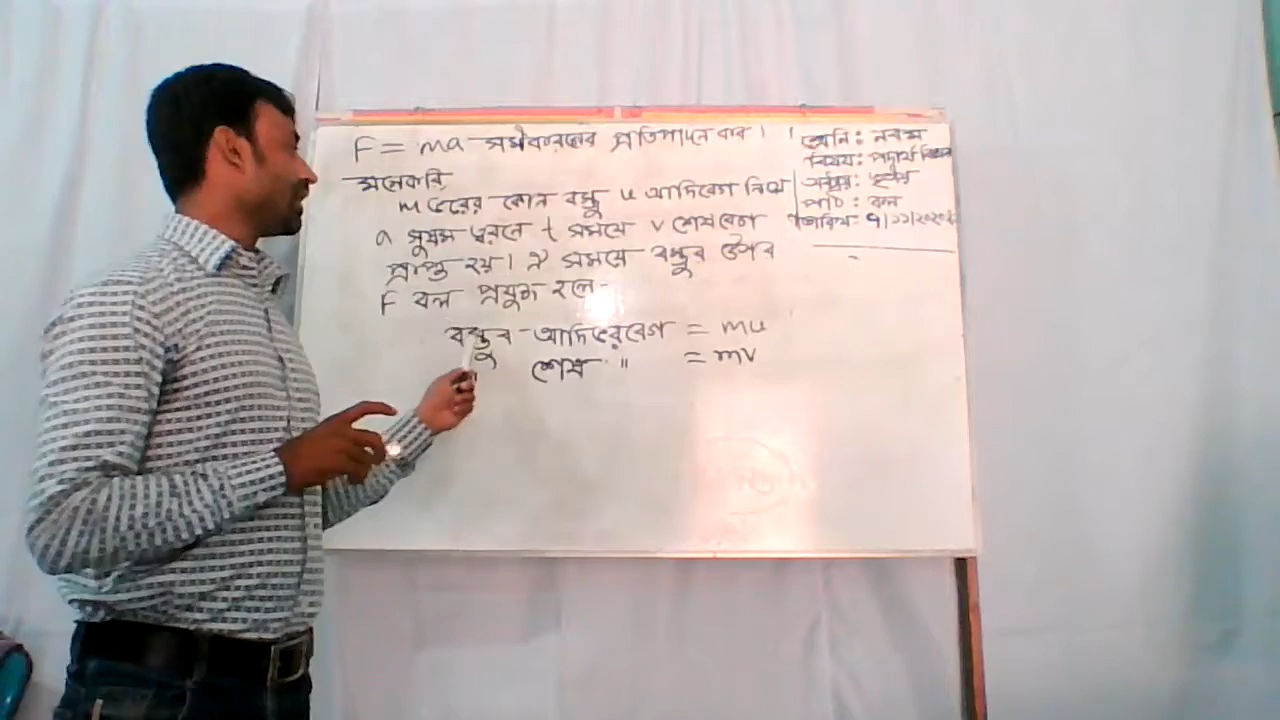 F = ma সমীকরণের প্রতিপাদন কর।
মনেকরি,
m ভরের কোন বস্তু u আদিবেগ নিয়ে
a সুষম ত্বরনে t সময়ে v শেষবেগ
প্রাপ্ত হয়। ঐ সময়ে বস্তুর উপর
F বল প্রযুক্ত হলে-
বস্তুর আদিভরবেগ = mu
" শেষ " = mv
শ্রেনি: নবম
বিষয়: পদার্থ বিজ্ঞান
অধ্যায়: তৃতীয়
পাঠ: বল
তারিখ: